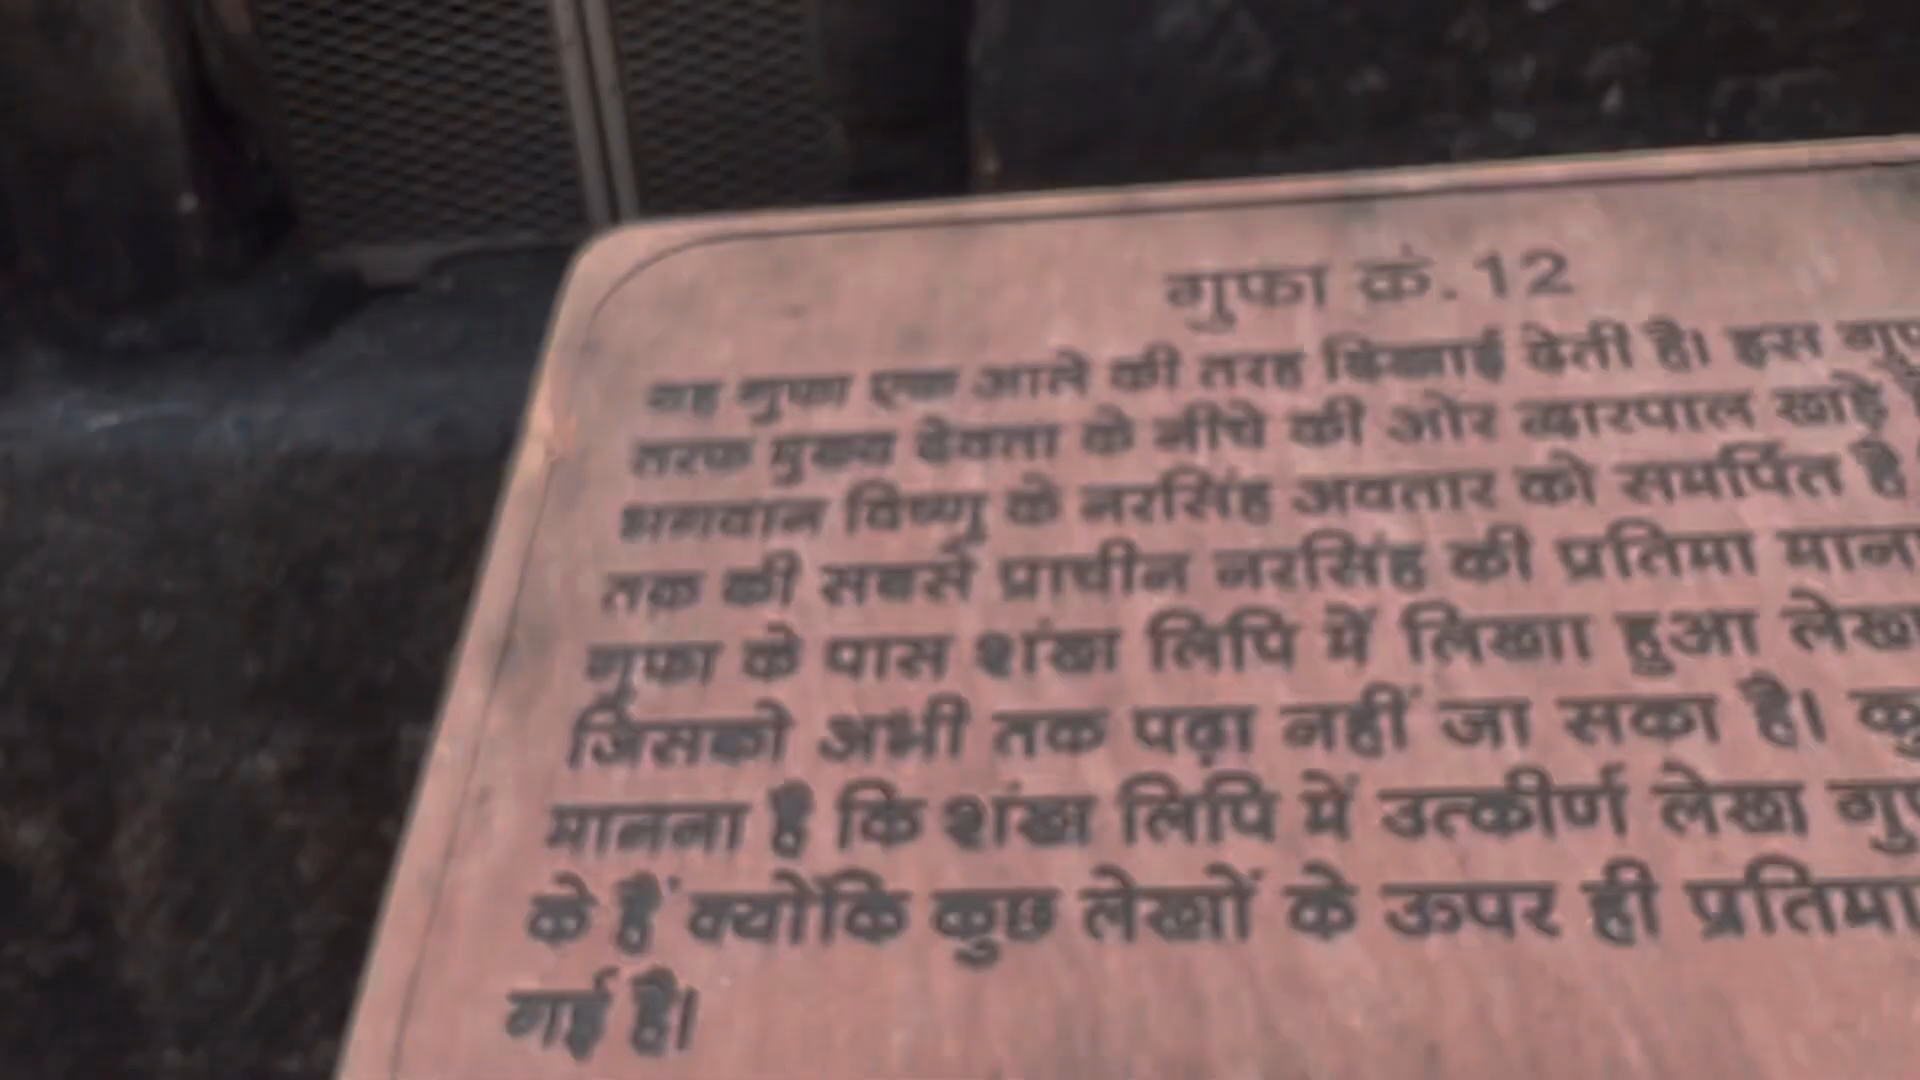 गुफा क्रं. 12
यह गुफा एक आले की तरह दिखाई देती है। इस
तरफ मुख्य देवता के नीचे की ओर द्वारपाल खड़े
भगवान विष्णु के नरसिंह अवतार को समर्पित है
तक की सबसे प्राचीन नरसिंह की प्रतिमा
गुफा के पास शंख लिपि में लिखा हुआ लेख
जिसको अभी तक पढ़ा नहीं जा सका है।
मानना है कि शंख लिपि में उत्कीर्ण लेख
के हैं क्योंकि कुछ लेखों के ऊपर ही प्रतिमा
गई है।